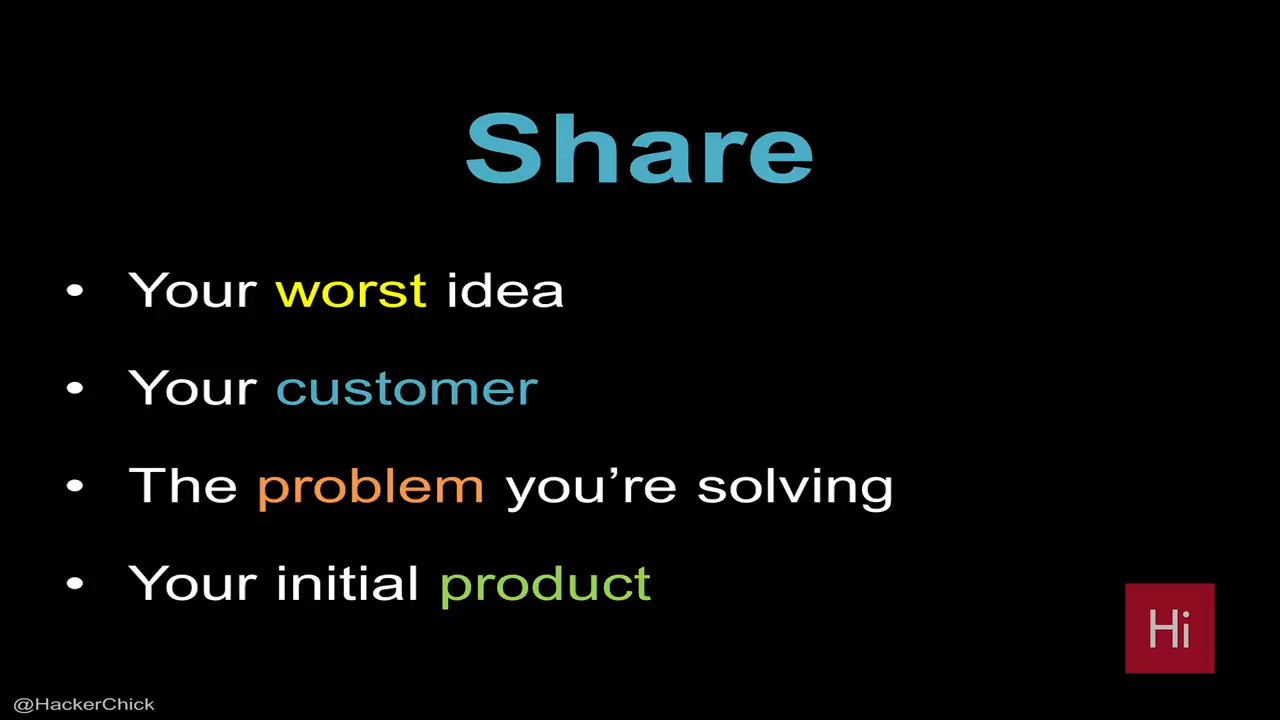 Share
• Your worst idea
• Your customer
• The problem you’re solving
• Your initial product
Hi
@HackerChick